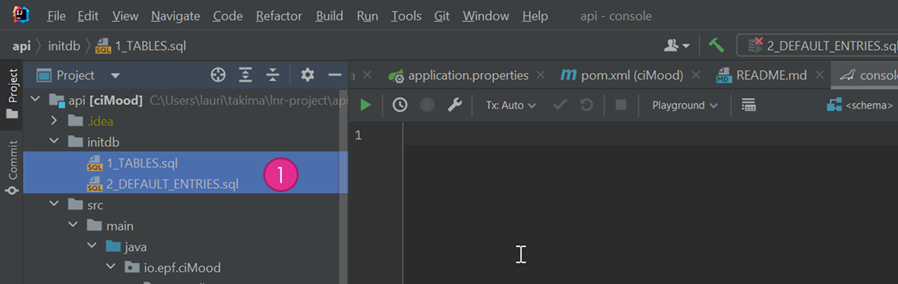 File Edit View Navigate Code Refactor Build Run Tools Git Window Help api - console
api initdb 1_TABLES.sql 2_DEFAULT_ENTRIES.sql
Project Project application.properties pom.xml (ciMood) README.md console
api [ciMood] C:\Users\lauri\takima\lnr-project\api Tx: Auto Playground <schema>
.idea 1
initdb
Commit
1_TABLES.sql
2_DEFAULT_ENTRIES.sql 1
src
main
java
io.epf.ciMood